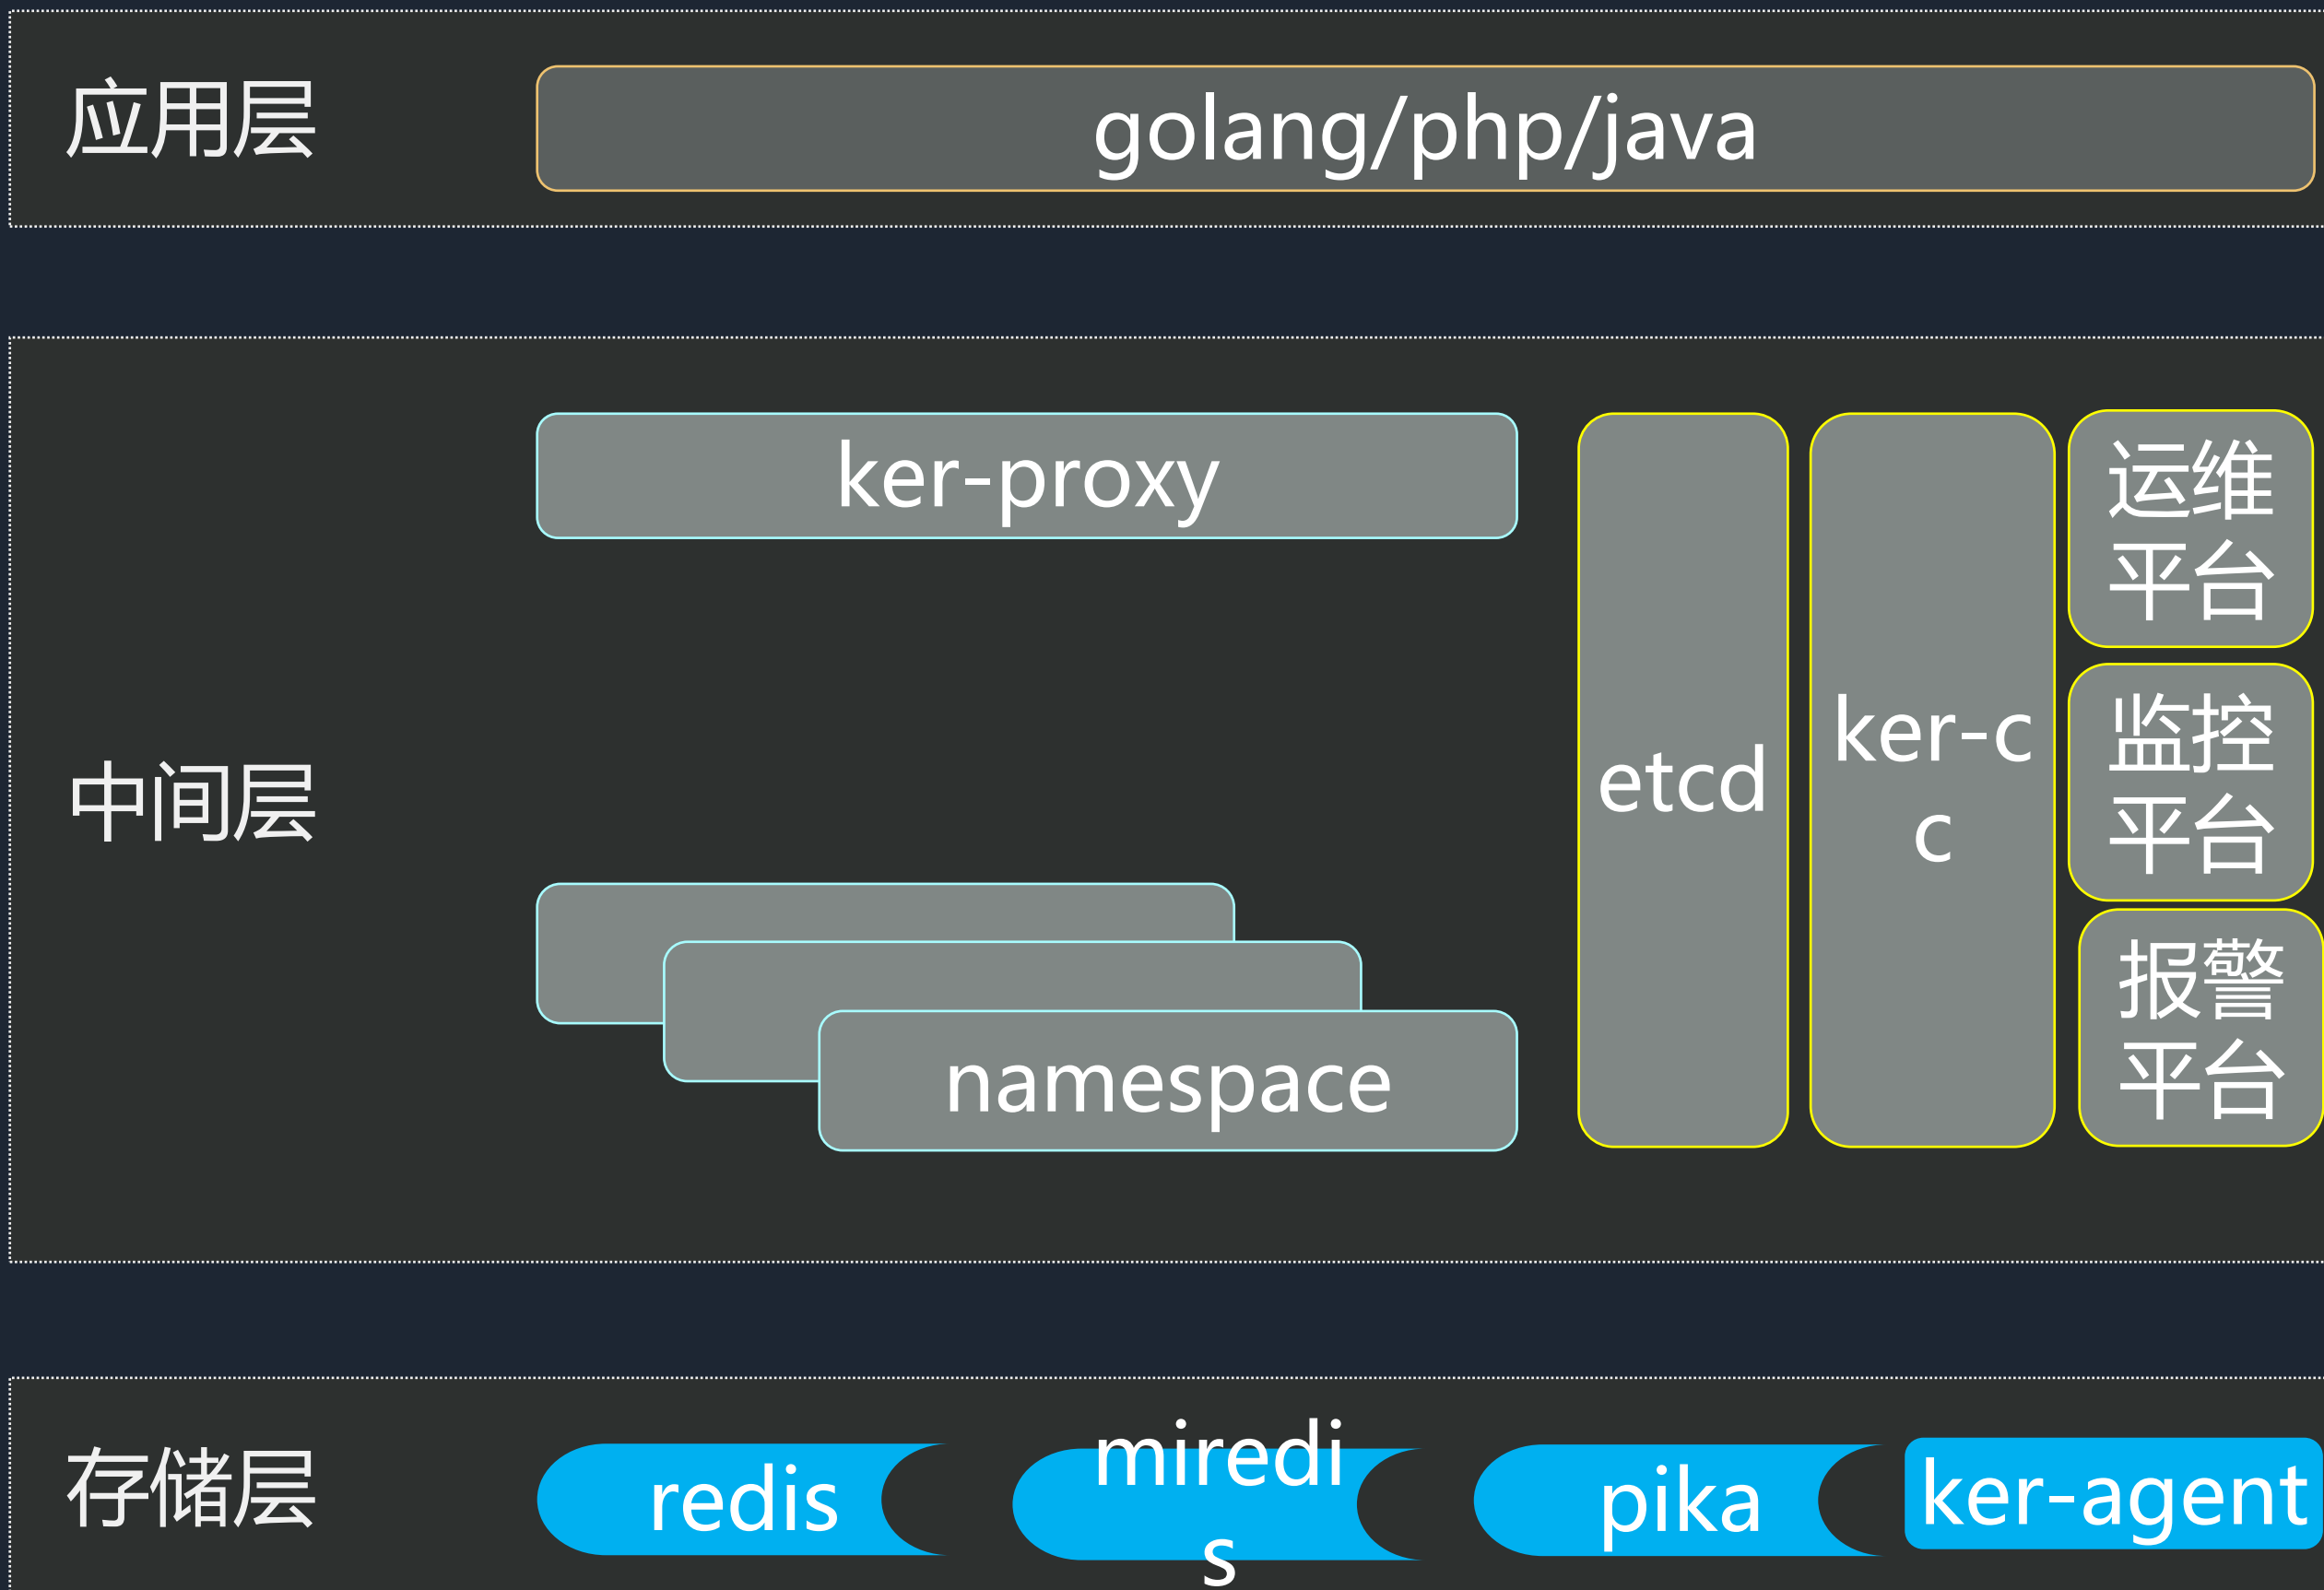 应用层
golang/php/java
中间层
ker-proxy
namespace
etcd
ker-c
c
运维
平台
监控
平台
报警
平台
存储层
redis
miredi
s
pika
ker-agent